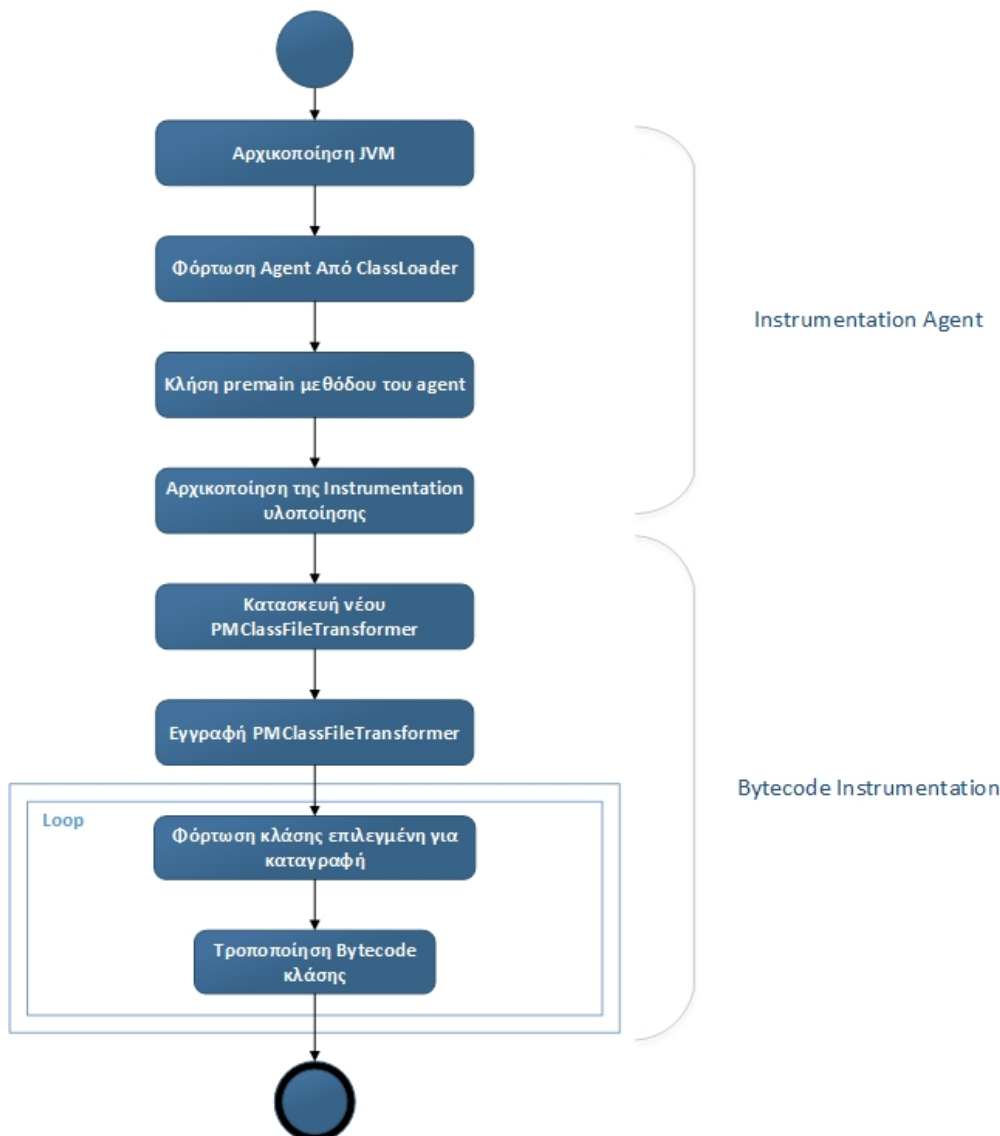 Αρχικοποίηση JVM
Φόρτωση Agent Από ClassLoader
Κλήση premain μεθόδου του agent
Αρχικοποίηση της Instrumentation
υλοποίησης
Instrumentation Agent
Κατασκευή νέου
PMClassFileTransformer
Εγγραφή PMClassFileTransformer
Loop
Φόρτωση κλάσης επιλεγμένη για
καταγραφή
Τροποποίηση Bytecode
κλάσης
Bytecode Instrumentation